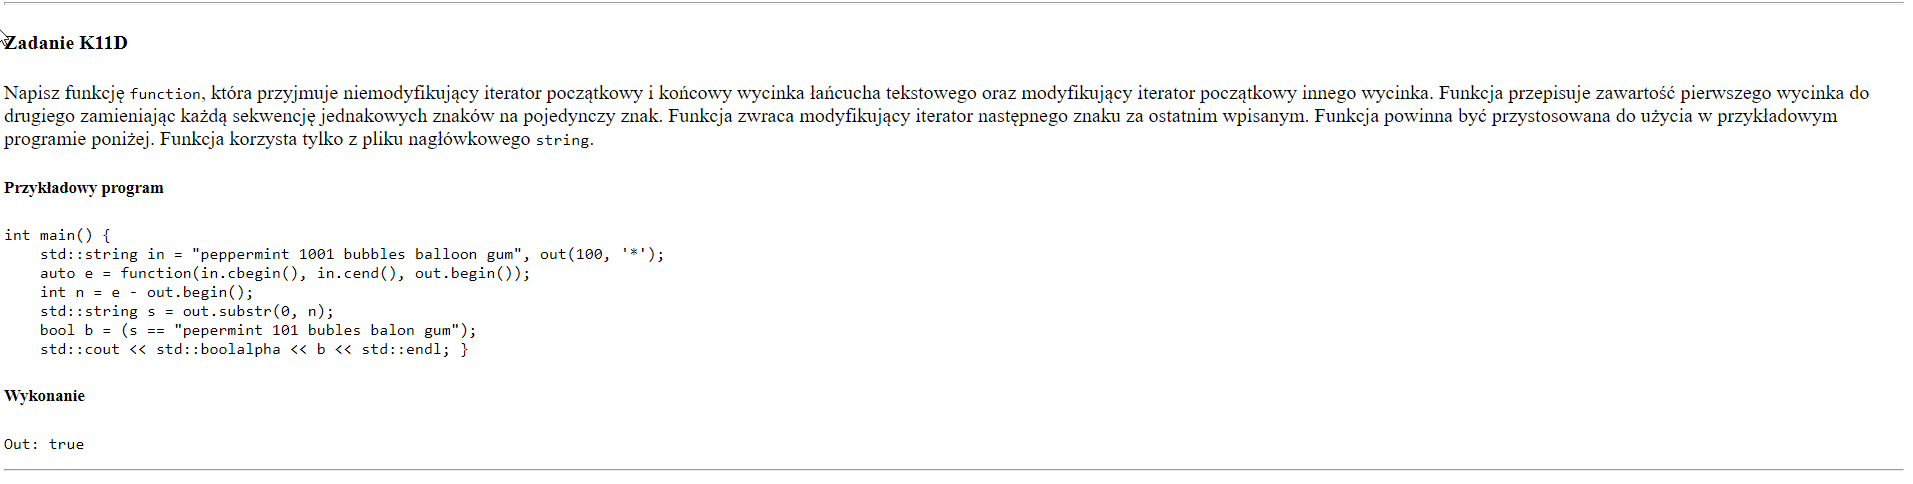 Zadanie K11D
Napisz funkcję function, która przyjmuje niemodyfikujący iterator początkowy i końcowy wycinka łańcucha tekstowego oraz modyfikujący iterator początkowy innego wycinka. Funkcja przepisuje zawartość pierwszego wycinka do
drugiego zamieniając każdą sekwencję jednakowych znaków na pojedynczy znak. Funkcja zwraca modyfikujący iterator następnego znaku za ostatnim wpisanym. Funkcja powinna być przystosowana do użycia w przykładowym
programie poniżej. Funkcja korzysta tylko z pliku nagłówkowego string.
Przykładowy program
int main() {
    std::string in = "peppermint 1001 bubbles balloon gum", out(100, '*');
    auto e = function(in.cbegin(), in.cend(), out.begin());
    int n = e - out.begin();
    std::string s = out.substr(0, n);
    bool b = (s == "pepermint 101 bubles balon gum");
    std::cout << std::boolalpha << b << std::endl; }
Wykonanie
Out: true